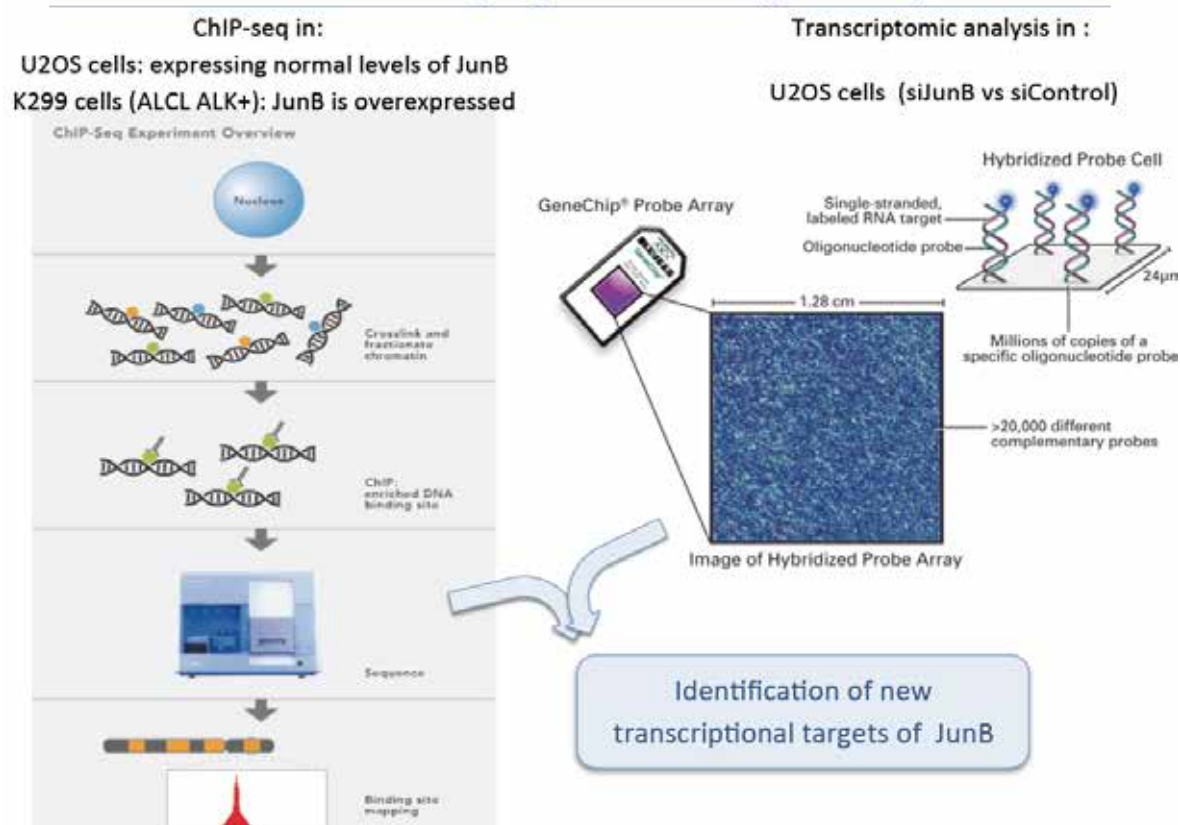 ChIP-seq in:
U2OS cells: expressing normal levels of JunB
K299 cells (ALCL ALK+): JunB is overexpressed
ChIP-Seq Experiment Overview
Nucleus
Crosslink and
fractionate
chromatin
ChIP:
enriched DNA
binding site
Sequence
Binding site
mapping
Transcriptomic analysis in :
U2OS cells (siJunB vs siControl)
Hybridized Probe Cell
GeneChip® Probe Array
Single-stranded,
labeled RNA target
Oligonucleotide probe
24µm
1.28 cm
Millions of copies of a
specific oligonucleotide probe
>20,000 different
complementary probes
Image of Hybridized Probe Array
Identification of new
transcriptional targets of JunB